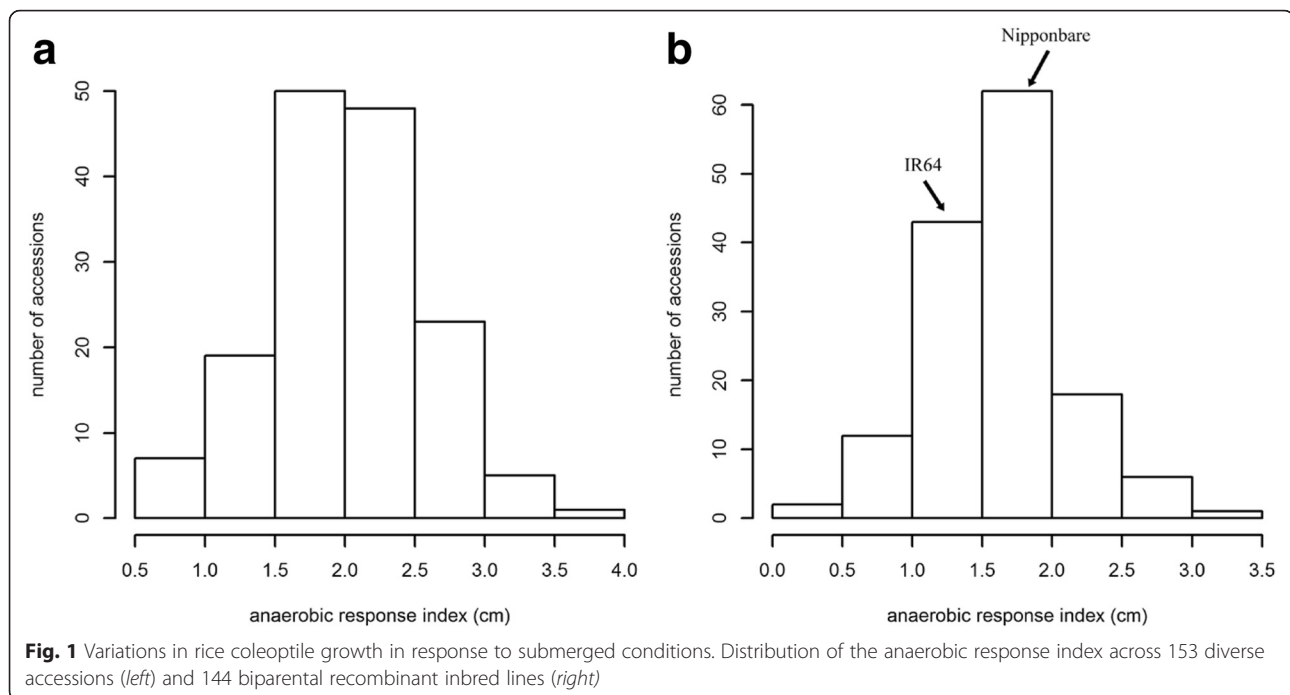 a
50
40
30
20
10
0
number of accessions
0.5 1.0 1.5 2.0 2.5 3.0 3.5 4.0
anaerobic response index (cm)
b
Nipponbare
IR64
60
50
40
30
20
10
0
number of accessions
0.0 0.5 1.0 1.5 2.0 2.5 3.0 3.5
anaerobic response index (cm)
Fig. 1 Variations in rice coleoptile growth in response to submerged conditions. Distribution of the anaerobic response index across 153 diverse
accessions (left) and 144 biparental recombinant inbred lines (right)